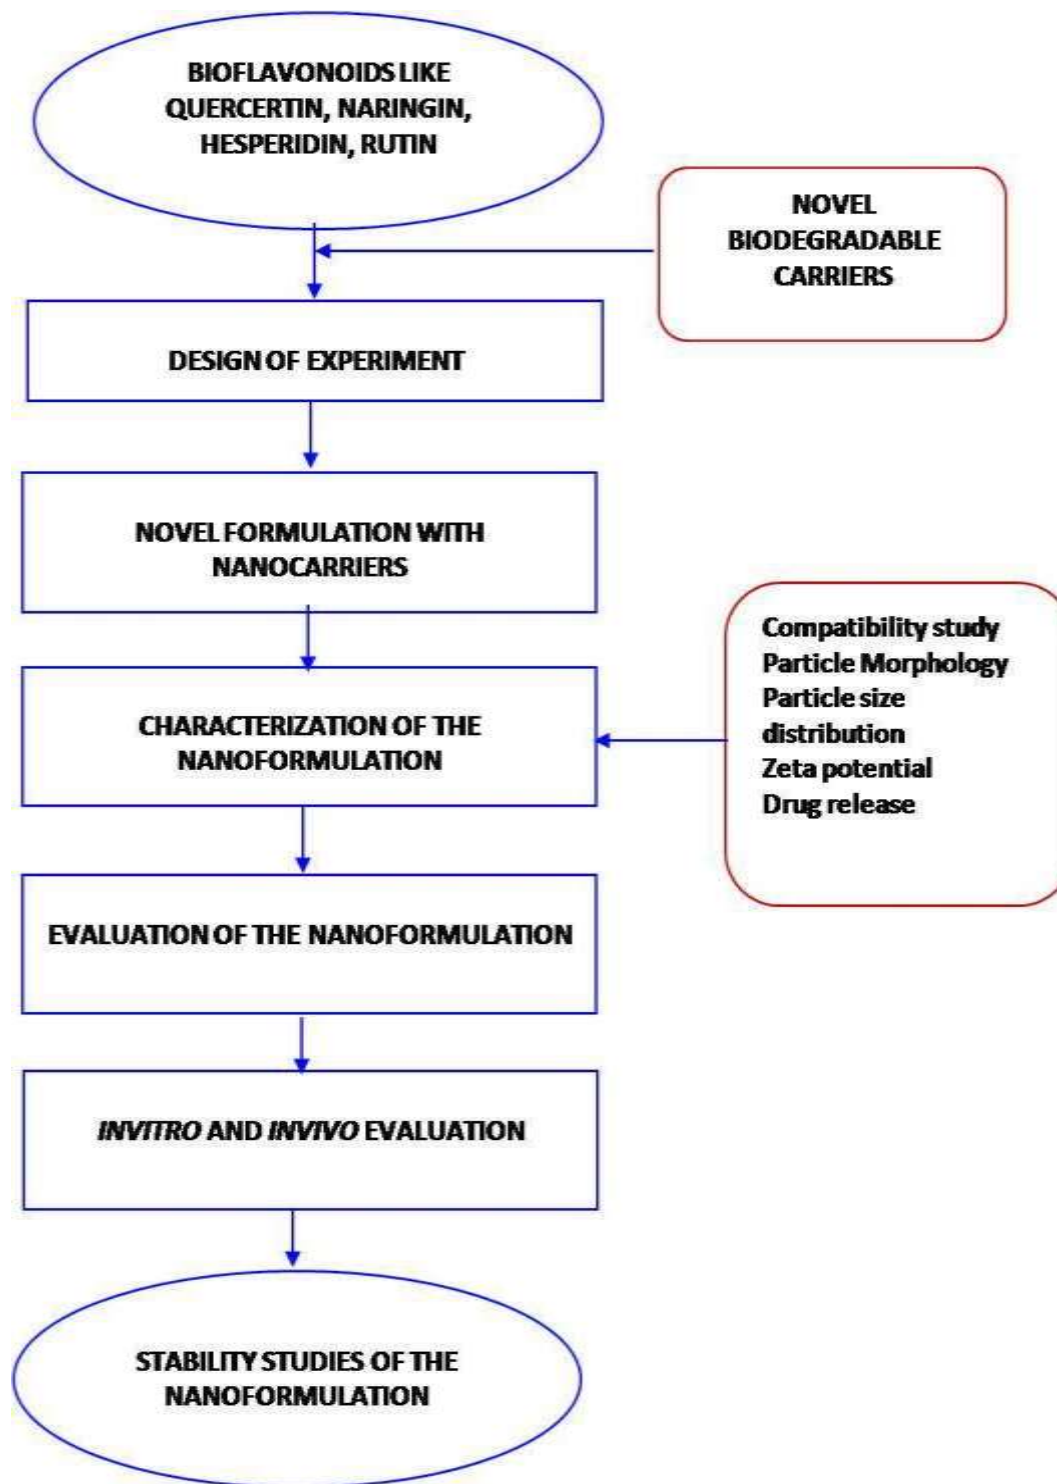 BIOFLAVONOIDS LIKE
QUERCERTIN, NARINGIN,
HESPERIDIN, RUTIN
NOVEL
BIODEGRADABLE
CARRIERS
DESIGN OF EXPERIMENT
NOVEL FORMULATION WITH
NANOCARRIERS
Compatibility study
Particle Morphology
Particle size
distribution
Zeta potential
Drug release
CHARACTERIZATION OF THE
NANOFORMULATION
EVALUATION OF THE NANOFORMULATION
INVITRO AND INVIVO EVALUATION
STABILITY STUDIES OF THE
NANOFORMULATION